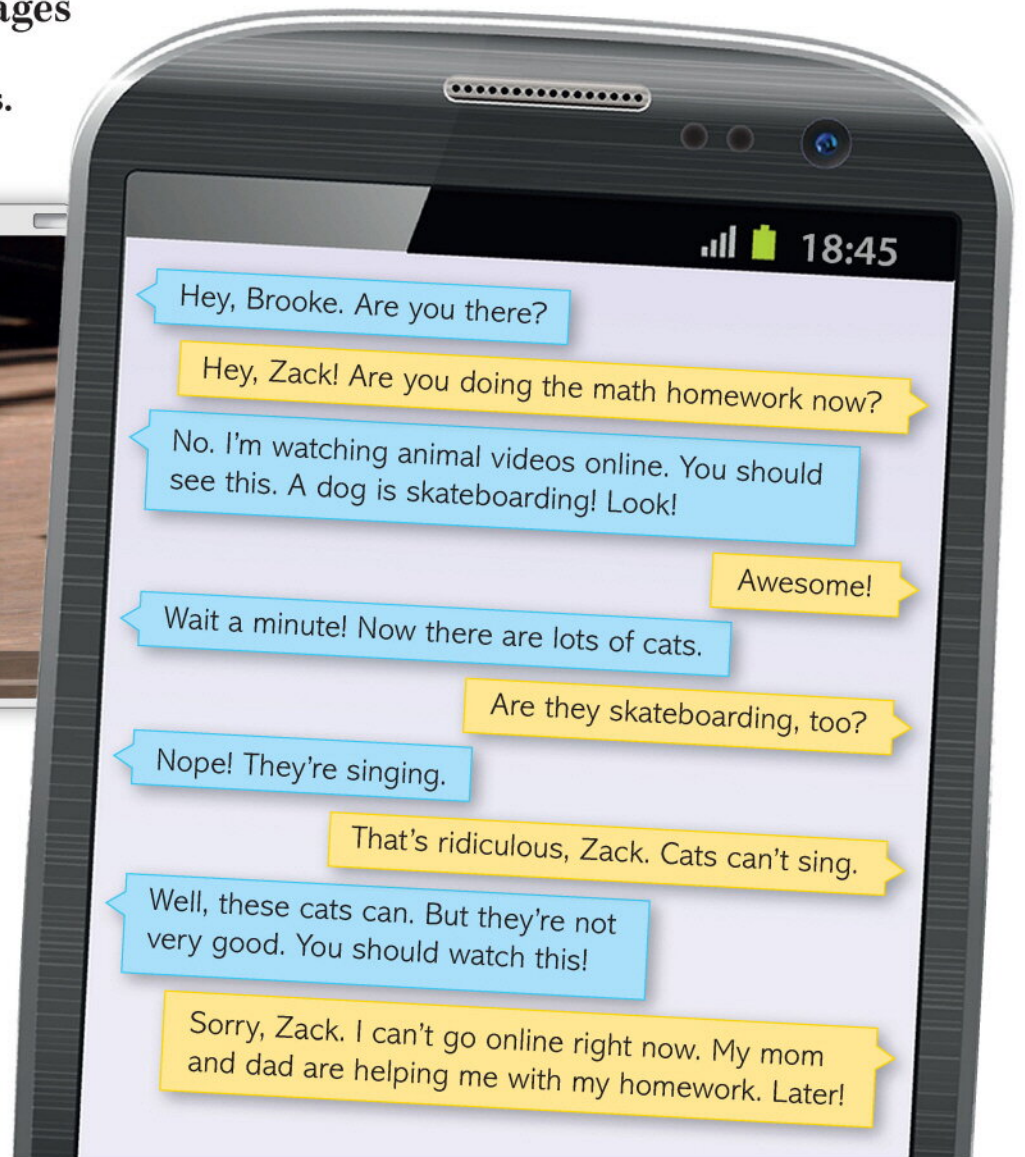 18:45
Hey, Brooke. Are you there?
Hey, Zack! Are you doing the math homework now?
No. I'm watching animal videos online. You should
see this. A dog is skateboarding! Look!
Awesome!
Wait a minute! Now there are lots of cats.
Are they skateboarding, too?
Nope! They're singing.
That's ridiculous, Zack. Cats can't sing.
Well, these cats can. But they're not
very good. You should watch this!
Sorry, Zack. I can't go online right now. My mom
and dad are helping me with my homework. Later!